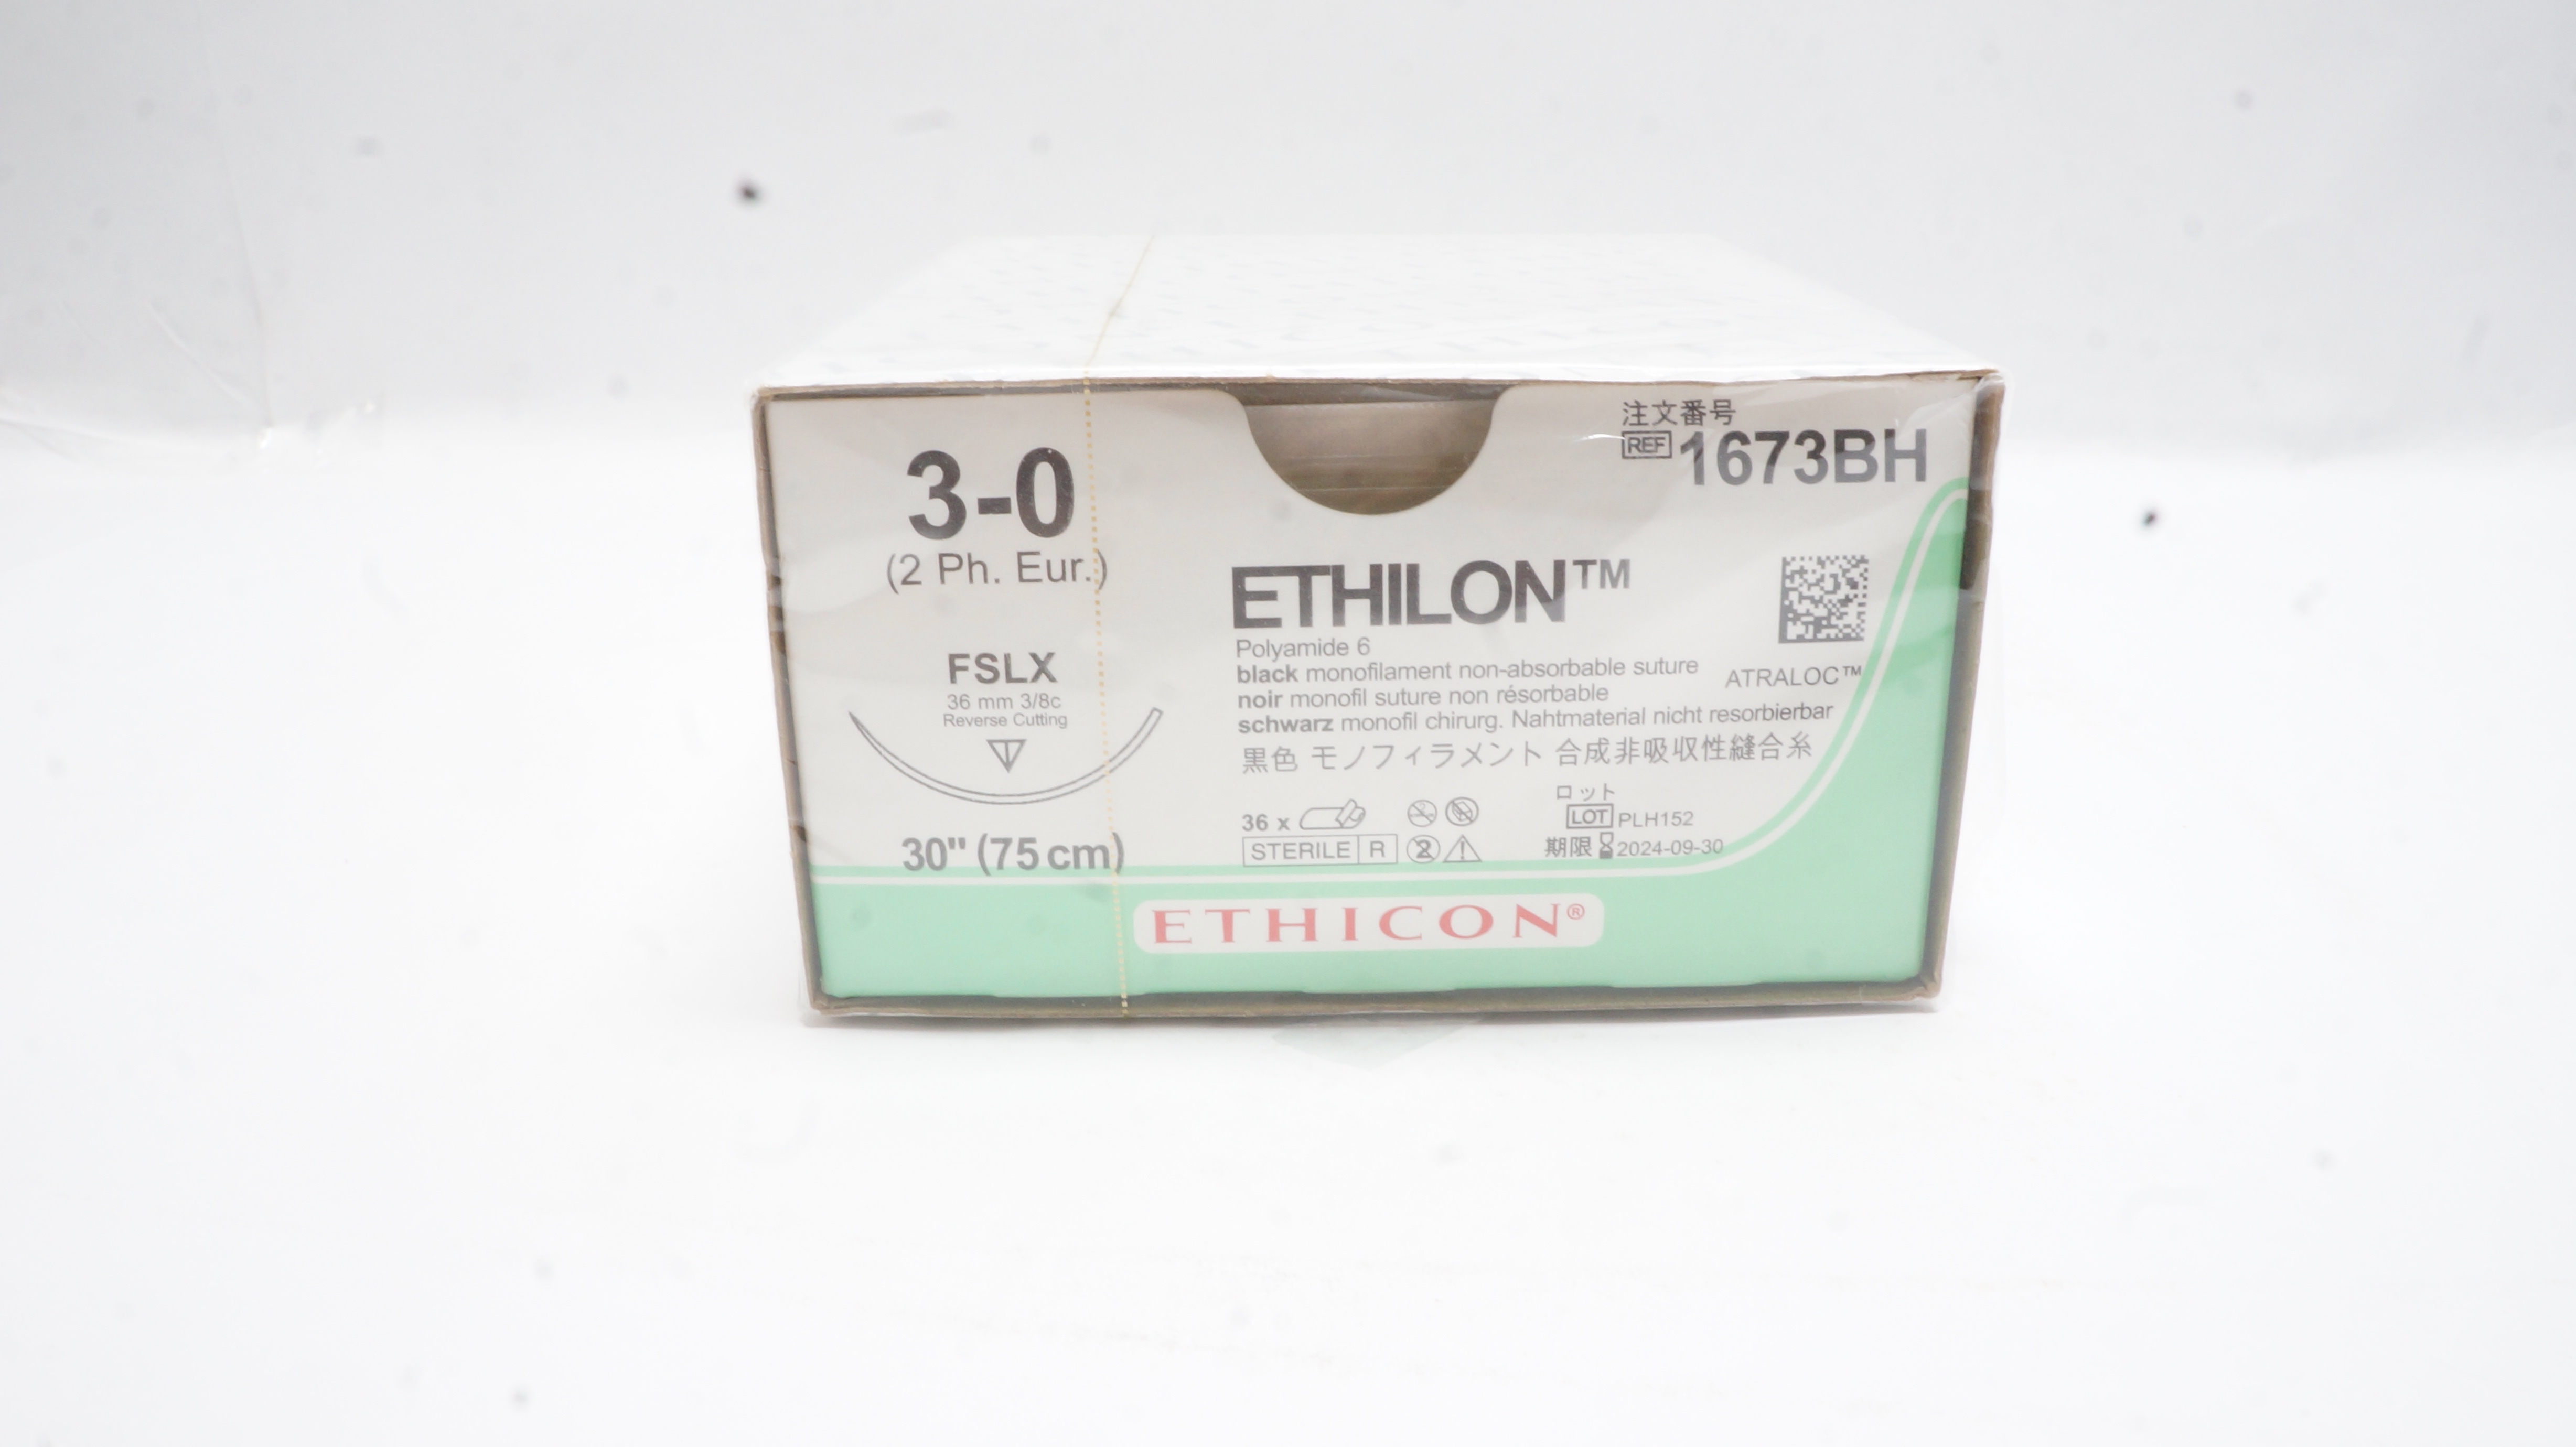 3-0
(2 Ph. Eur.)
FSLX
36 mm 3/8c
Reverse Cutting
30" (75 cm)
注文番号
REF 1673BH
ETHILON™
Polyamide 6
black monofilament non-absorbable suture
noir monofil suture non résorbable
schwarz monofil chirurg. Nahtmaterial nicht resorbierbar
黒色 モノフィラメント 合成非吸収性縫合糸
ATRALOC™
36 x
STERILE R
2
ロット
LOT PLH152
期限 2024-09-30
ETHICON®